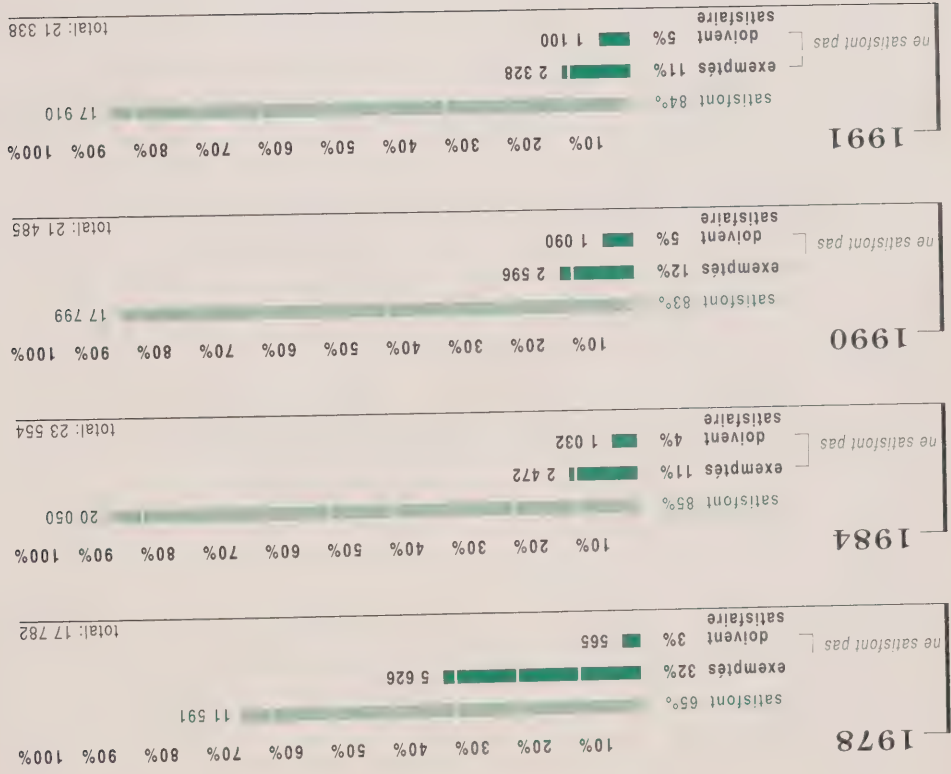 1978
10% 20% 30% 40% 50% 60% 70% 80% 90% 100%
satisfont 65% 11 591
exemptés 32% 5 626
ne satisfont pas
doivent 3% 565
satisfaire
total: 17 782
1984
10% 20% 30% 40% 50% 60% 70% 80% 90% 100%
satisfont 85% 20 050
exemptés 11% 2 472
ne satisfont pas
doivent 4% 1 032
satisfaire
total: 23 554
1990
10% 20% 30% 40% 50% 60% 70% 80% 90% 100%
satisfont 83% 17 799
exemptés 12% 2 596
ne satisfont pas
doivent 5% 1 090
satisfaire
total: 21 485
1991
10% 20% 30% 40% 50% 60% 70% 80% 90% 100%
satisfont 84% 17 910
exemptés 11% 2 328
ne satisfont pas
doivent 5% 1 100
satisfaire
total: 21 338